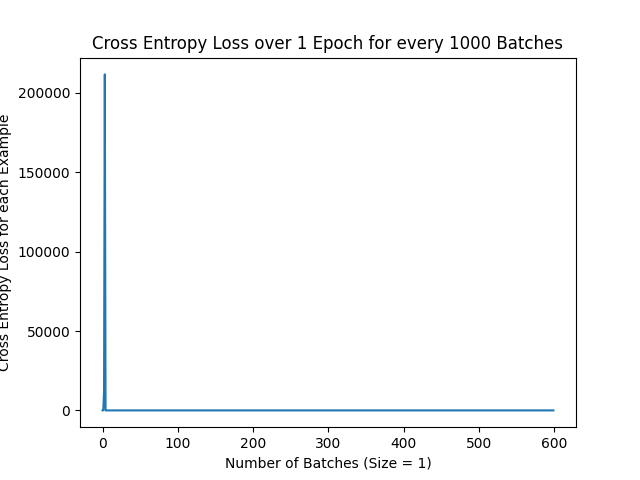 Cross Entropy Loss over 1 Epoch for every 1000 Batches
Cross Entropy Loss for each Example
200000
150000
100000
50000
0
0 100 200 300 400 500 600
Number of Batches (Size = 1)